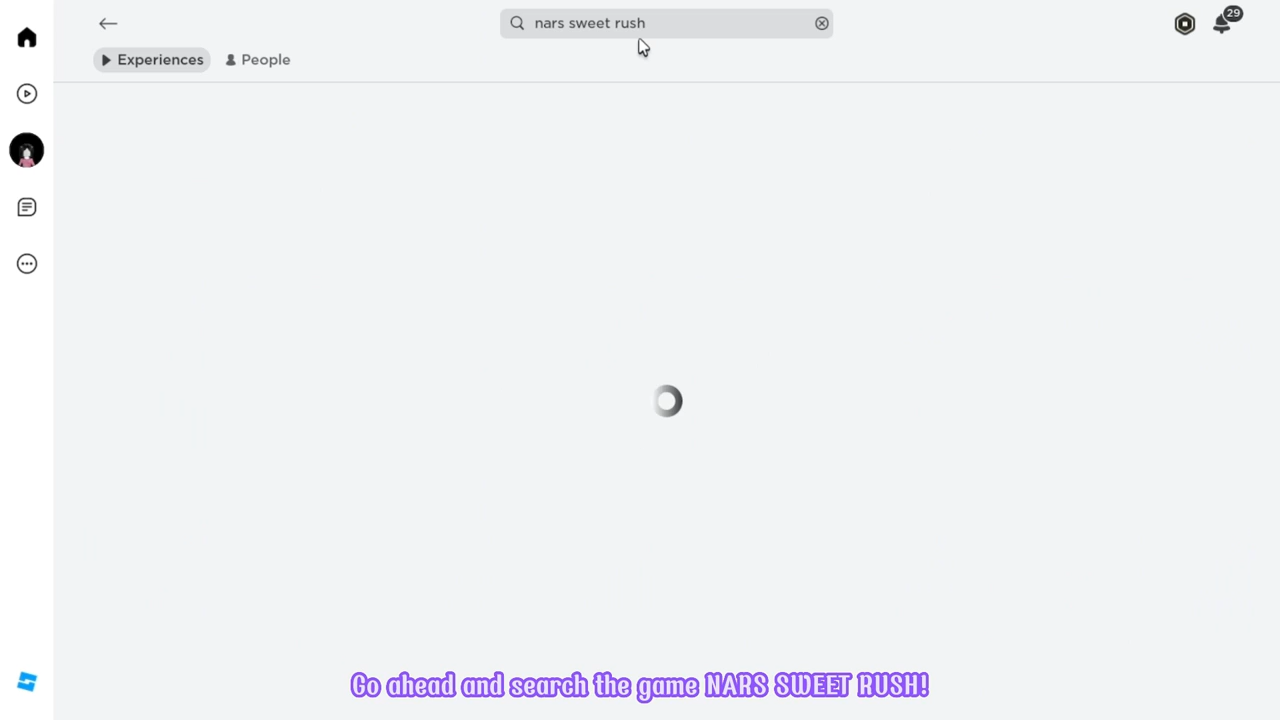 nars sweet rush
29
Experiences
People
Go ahead and search the game NARS SWEET RUSH!